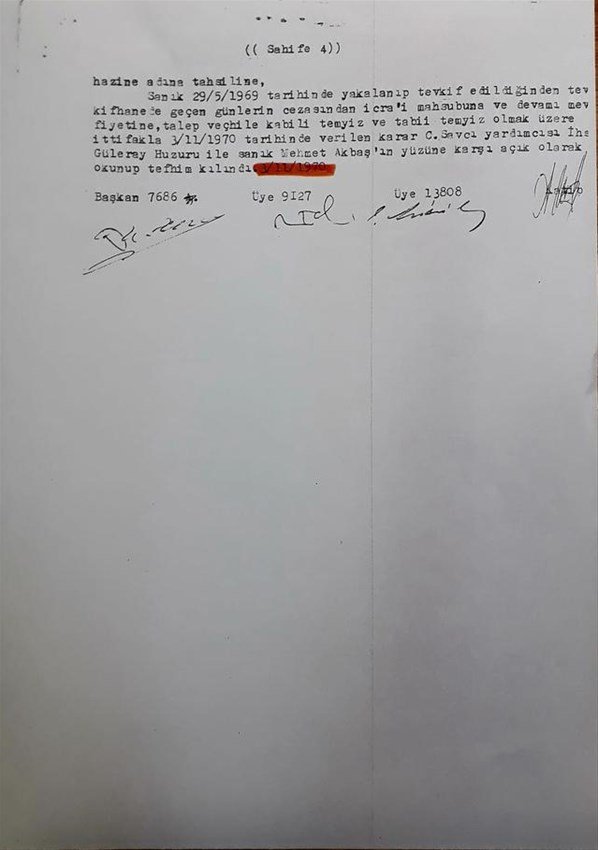 (( Sahife 4))
hazine adına tahsiline,
Sanık 29/5/1969 tarihinde yakalanıp tevkif edildiğinden tev
kifhanede geçen günlerin cezasından icra'i mahsubuna ve devamı mev
fiyetine,talep veçhile kabili temyiz ve tabii temyiz olmak üzere
ittifakla 3/11/1970 tarihinde verilen karar C.Savcı yardımcısı İhs
Güleray Huzuru ile sanık Mehmet Akbaş'ın yüzüne karşı açık olarak
okunup tefhim kılındı 3/11/1970
Başkan 7686 Üye 9127 Üye 13808